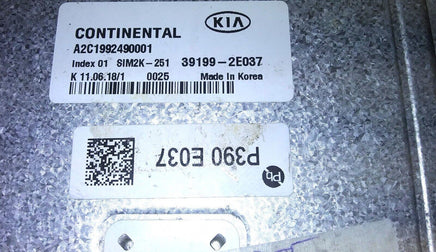 CONTINENTAL
KIA
A2C1992490001
Index 01 SIM2K-251 39199-2E037
K 11.06.18/1 0025 Made in Korea
P390 E037
Pb